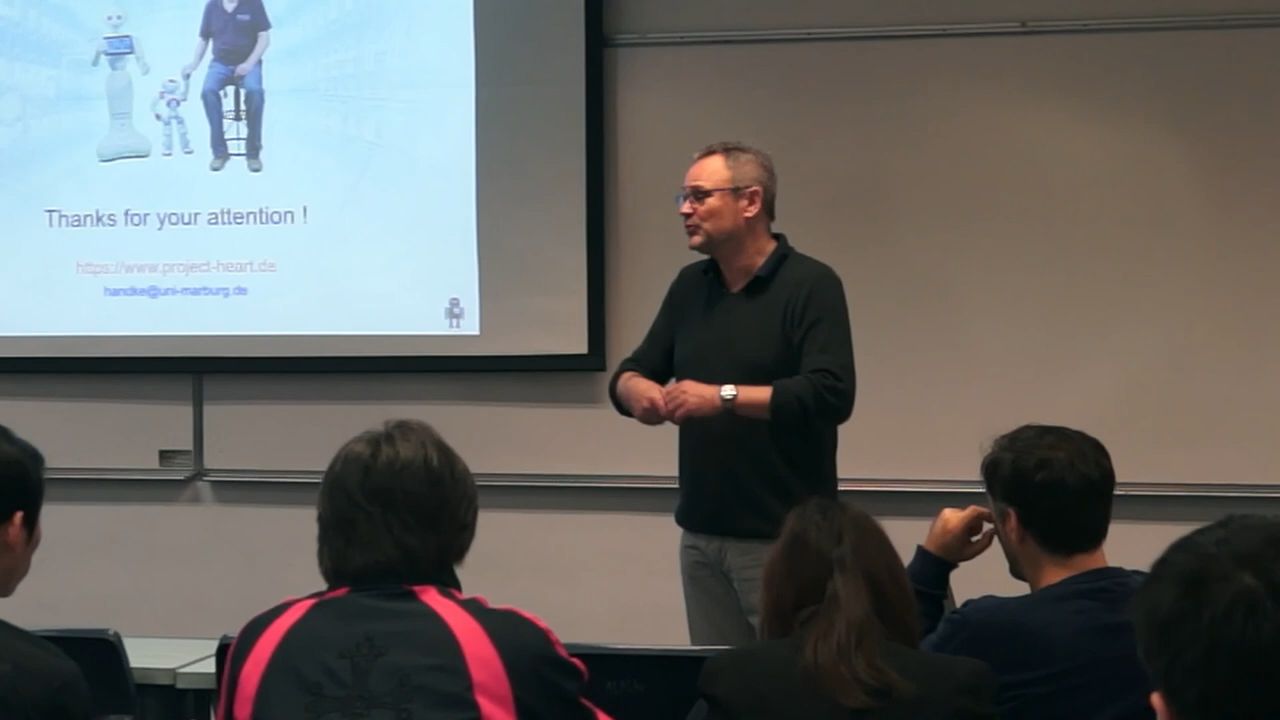 Thanks for your attention !
https://www.project-heart.de
handke@uni-marburg.de